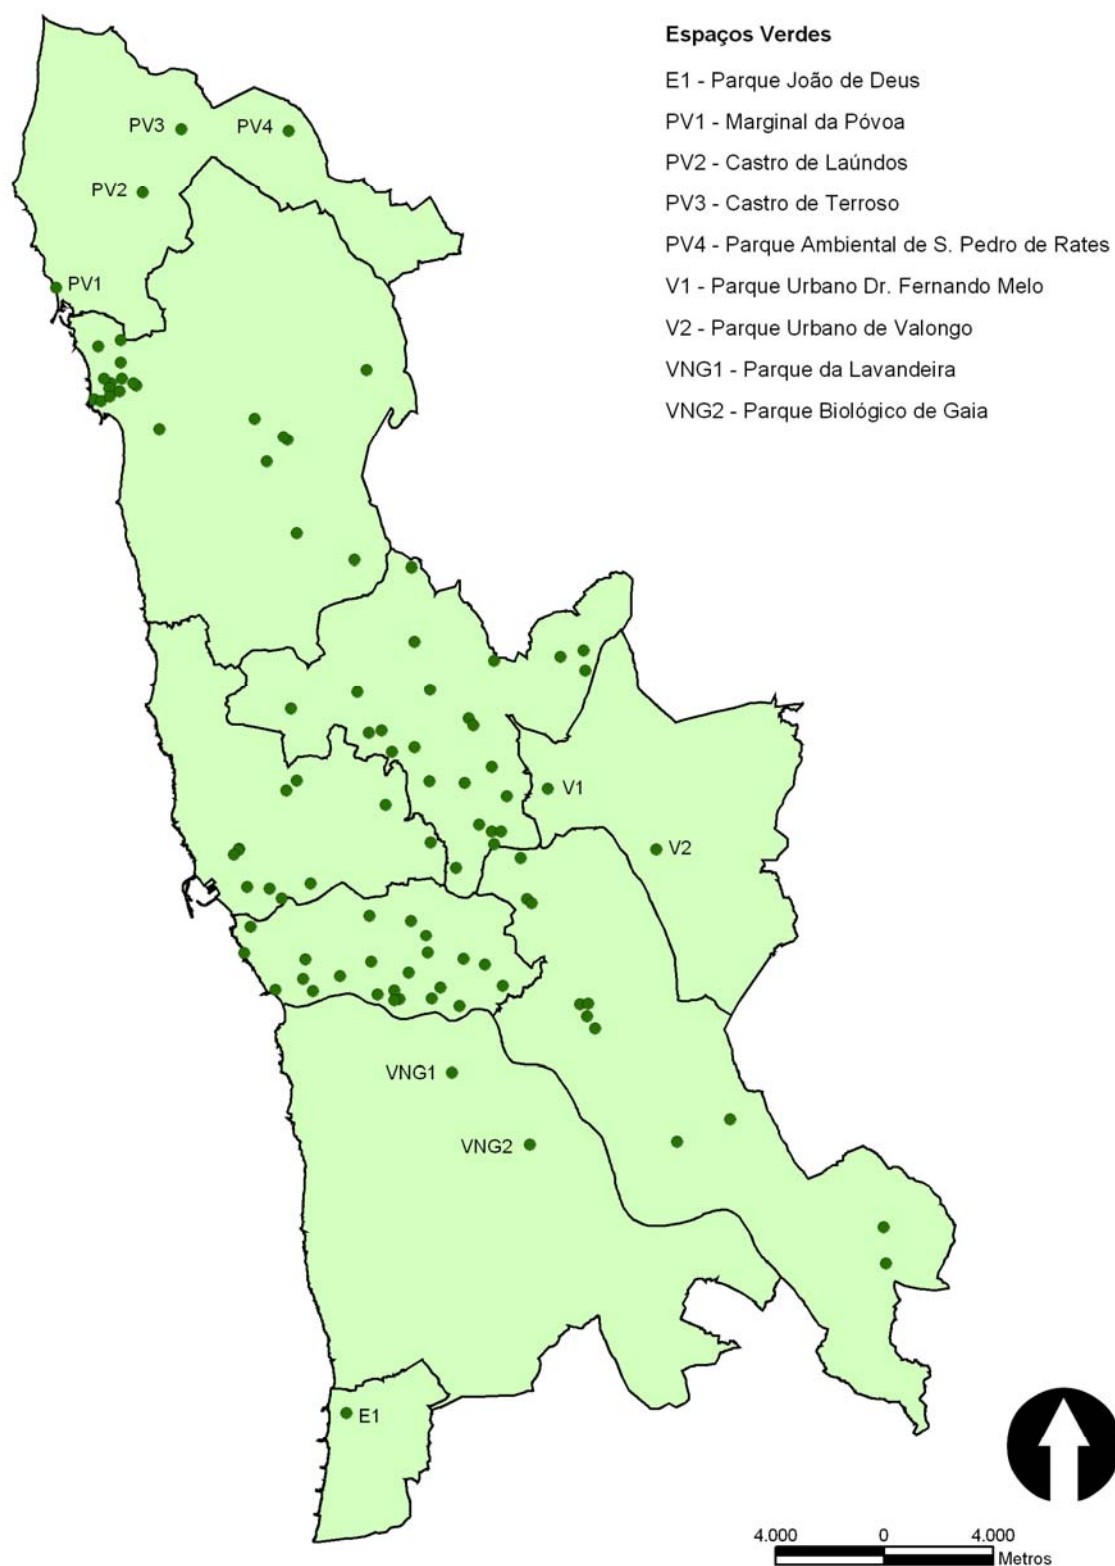 Espaços Verdes
E1 - Parque João de Deus
PV1 - Marginal da Póvoa
PV2 - Castro de Laúndos
PV3 - Castro de Terroso
PV4 - Parque Ambiental de S. Pedro de Rates
V1 - Parque Urbano Dr. Fernando Melo
V2 - Parque Urbano de Valongo
VNG1 - Parque da Lavandeira
VNG2 - Parque Biológico de Gaia
PV3
PV4
PV2
PV1
V1
V2
VNG1
VNG2
E1
4.000 0 4.000
Metros